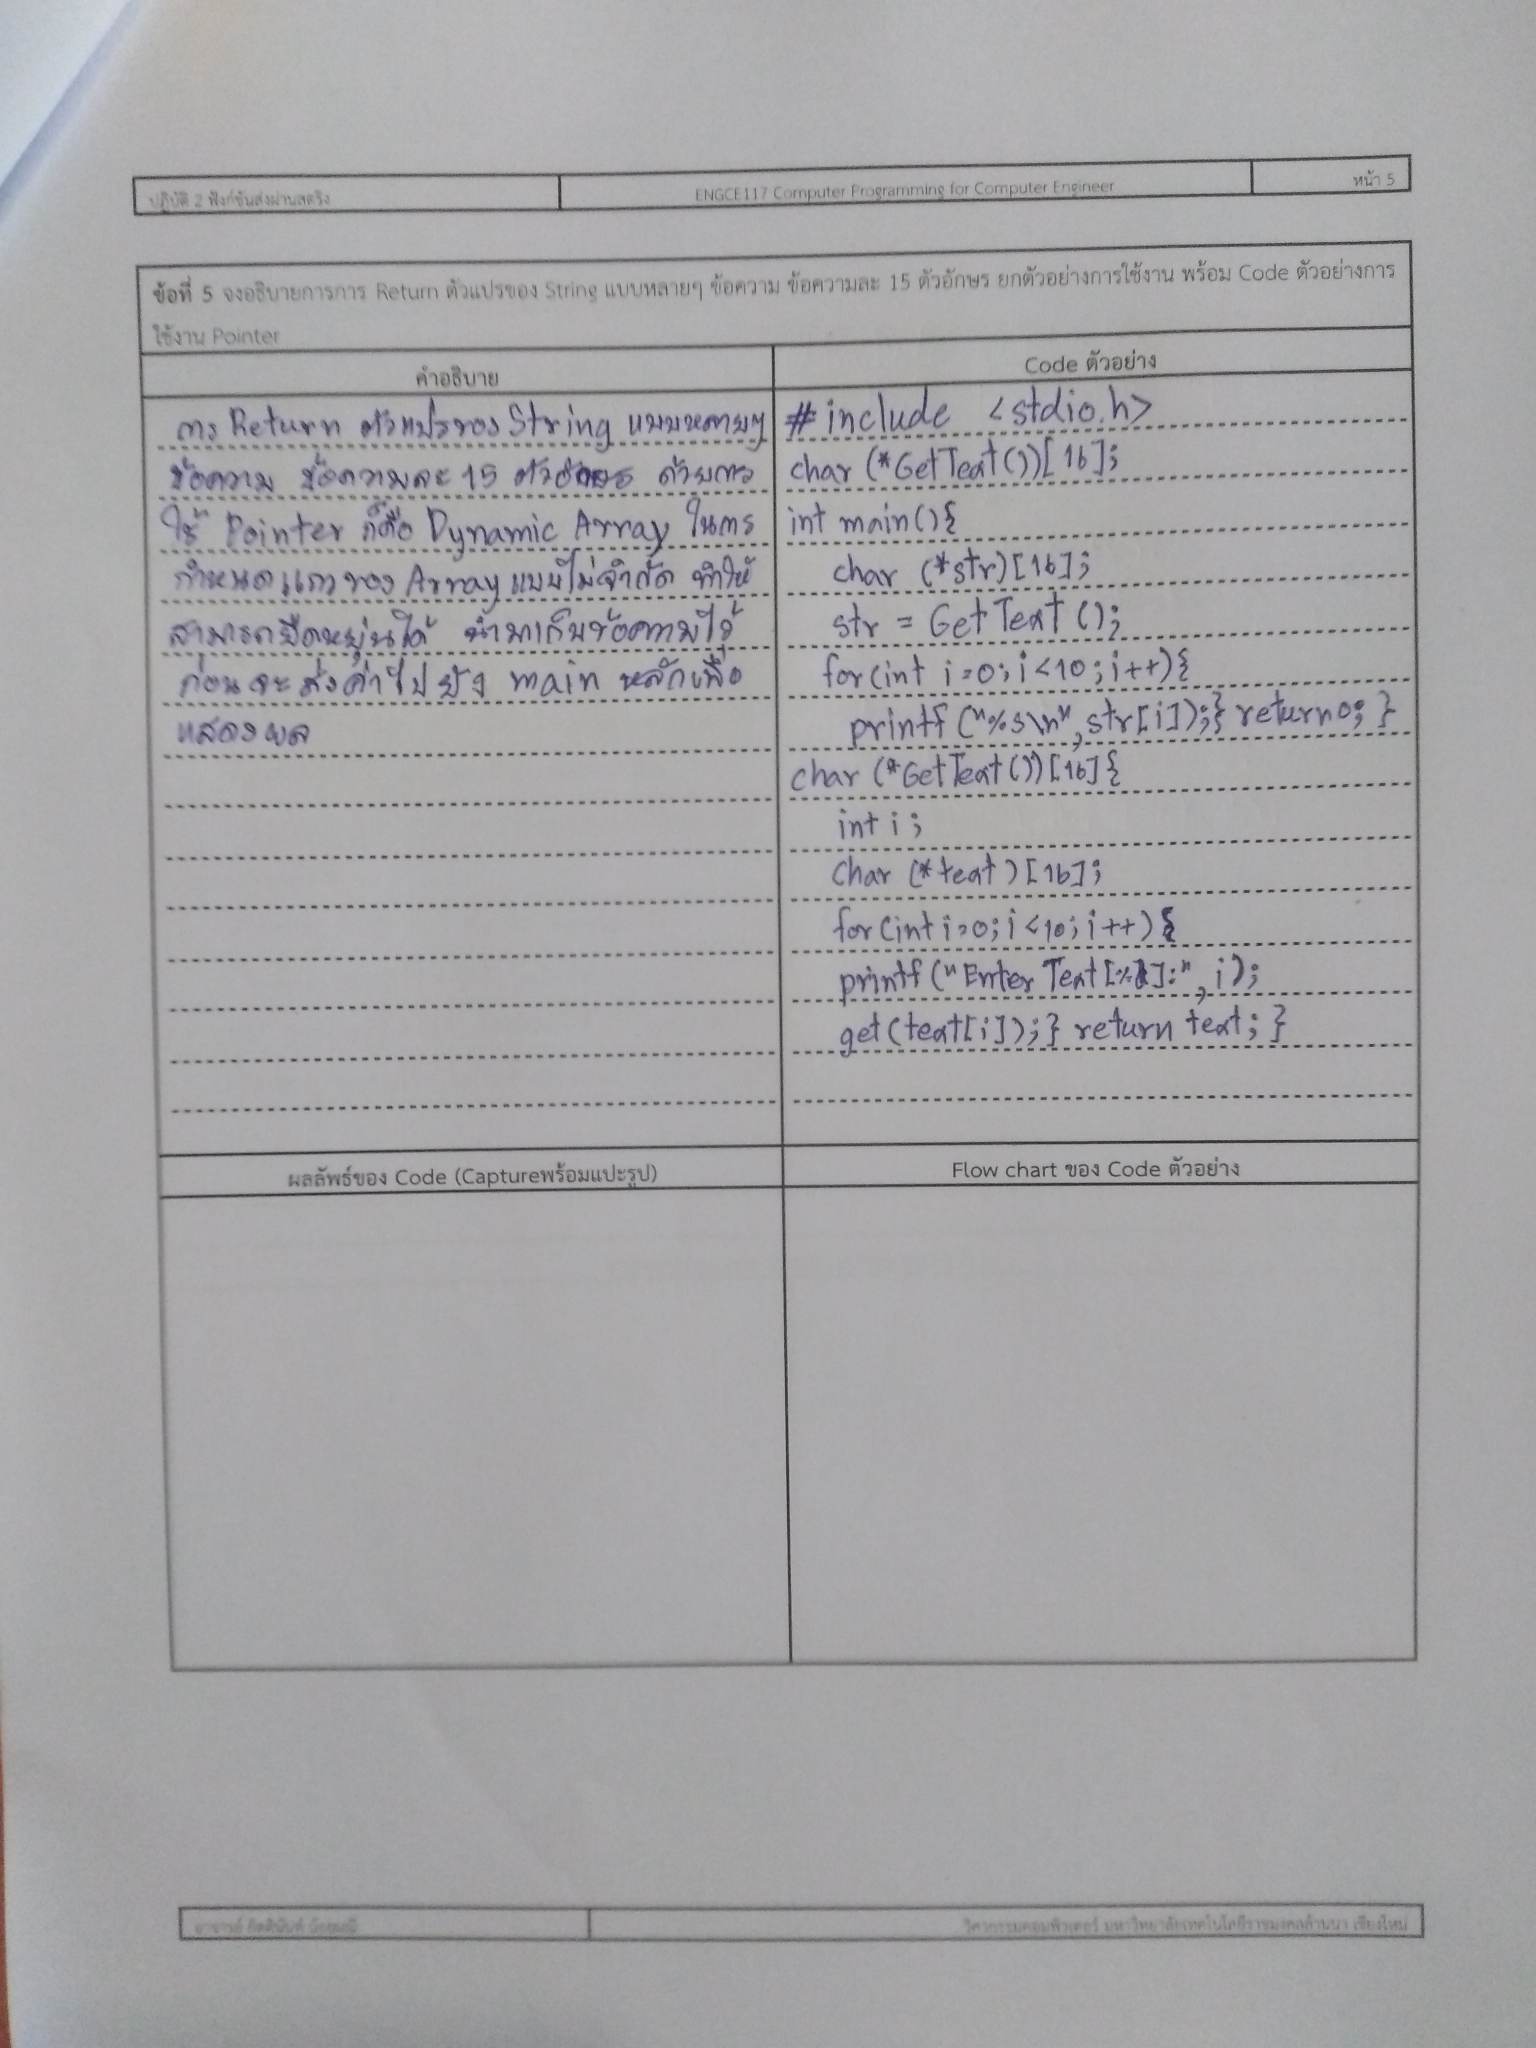 ปฏิบัติ 2 ฟังก์ชันส่งผ่านสตริง
ENGCE117 Computer Programming for Computer Engineer
หน้า 5
ข้อที่ 5 จงอธิบายการการ Return ตัวแปรของ String แบบหลายๆ ข้อความ ข้อความละ 15 ตัวอักษร ยกตัวอย่างการใช้งาน พร้อม Code ตัวอย่างการ
ใช้งาน Pointer
คำอธิบาย
การ Return ตัวแปรของ String แบบหลายๆ
ข้อความ ข้อความละ 15 ตัวอักษร ด้วยการ
ใช้ Pointer ก็คือ Dynamic Array ในการ
กำหนดแถวของ Array แบบไม่จำกัด ทำให้
สามารถยืดหยุ่นได้ นำมาเก็บข้อความไว้
ก่อนจะส่งค่าไปยัง main หลักเพื่อ
แสดงผล
Code ตัวอย่าง
#include <stdio.h>
char (*GetText())[16];
int main(){
char (*str)[16];
str = GetText();
for(int i=0;i<10;i++){
printf("%s\n",str[i]);} return 0; }
char (*GetText())[16]{
int i;
char (*text)[16];
for(int i=0;i<10;i++){
printf("Enter Text[%d]:",i);
get(text[i]);} return text; }
ผลลัพธ์ของ Code (Captureพร้อมแปะรูป)
Flow chart ของ Code ตัวอย่าง
อาจารย์
วิศวกรรมคอมพิวเตอร์ มหาวิทยาลัยเทคโนโลยีราชมงคลล้านนา เชียงใหม่